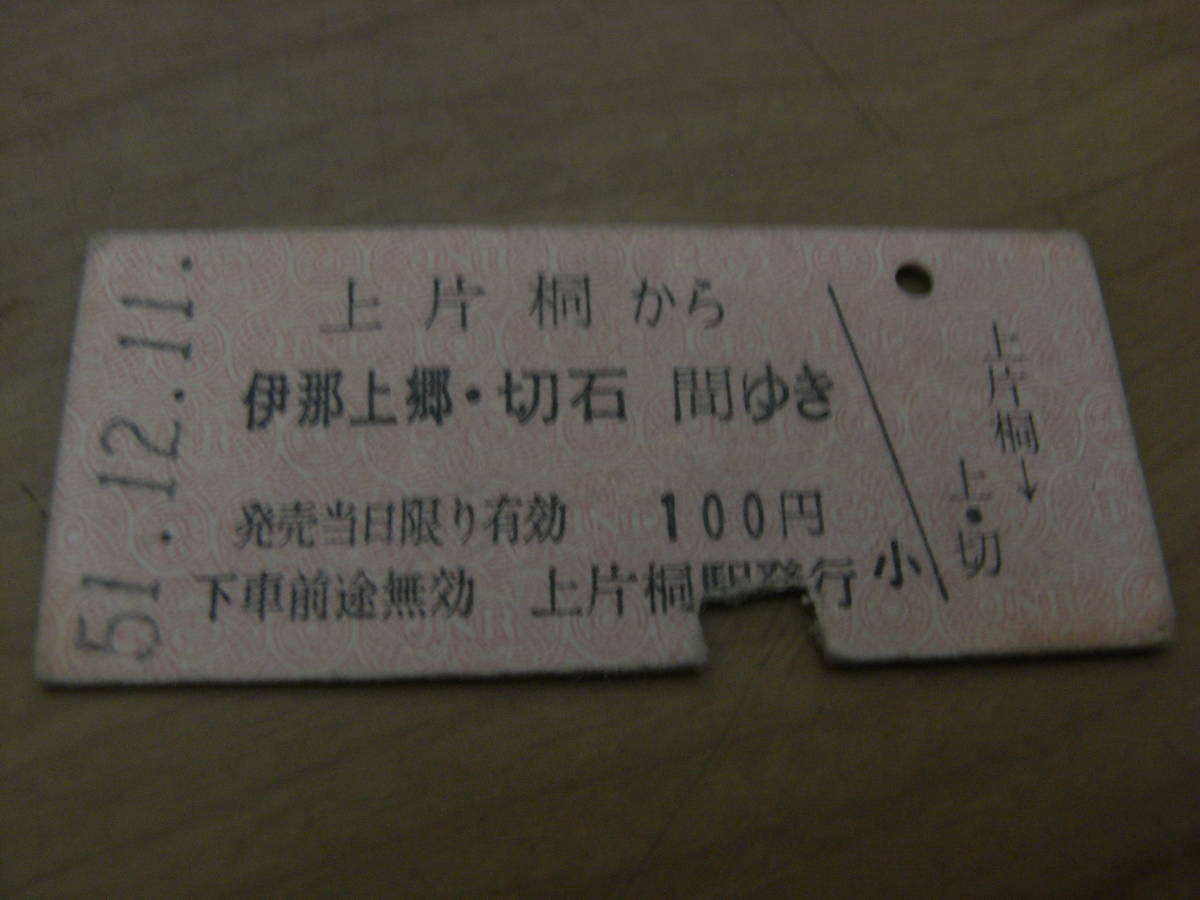 51.12.11.
上片桐から
伊那上郷・切石 間ゆき
発売当日限り有効 100円
下車前途無効 上片桐駅発行
小
上片桐→
上・切